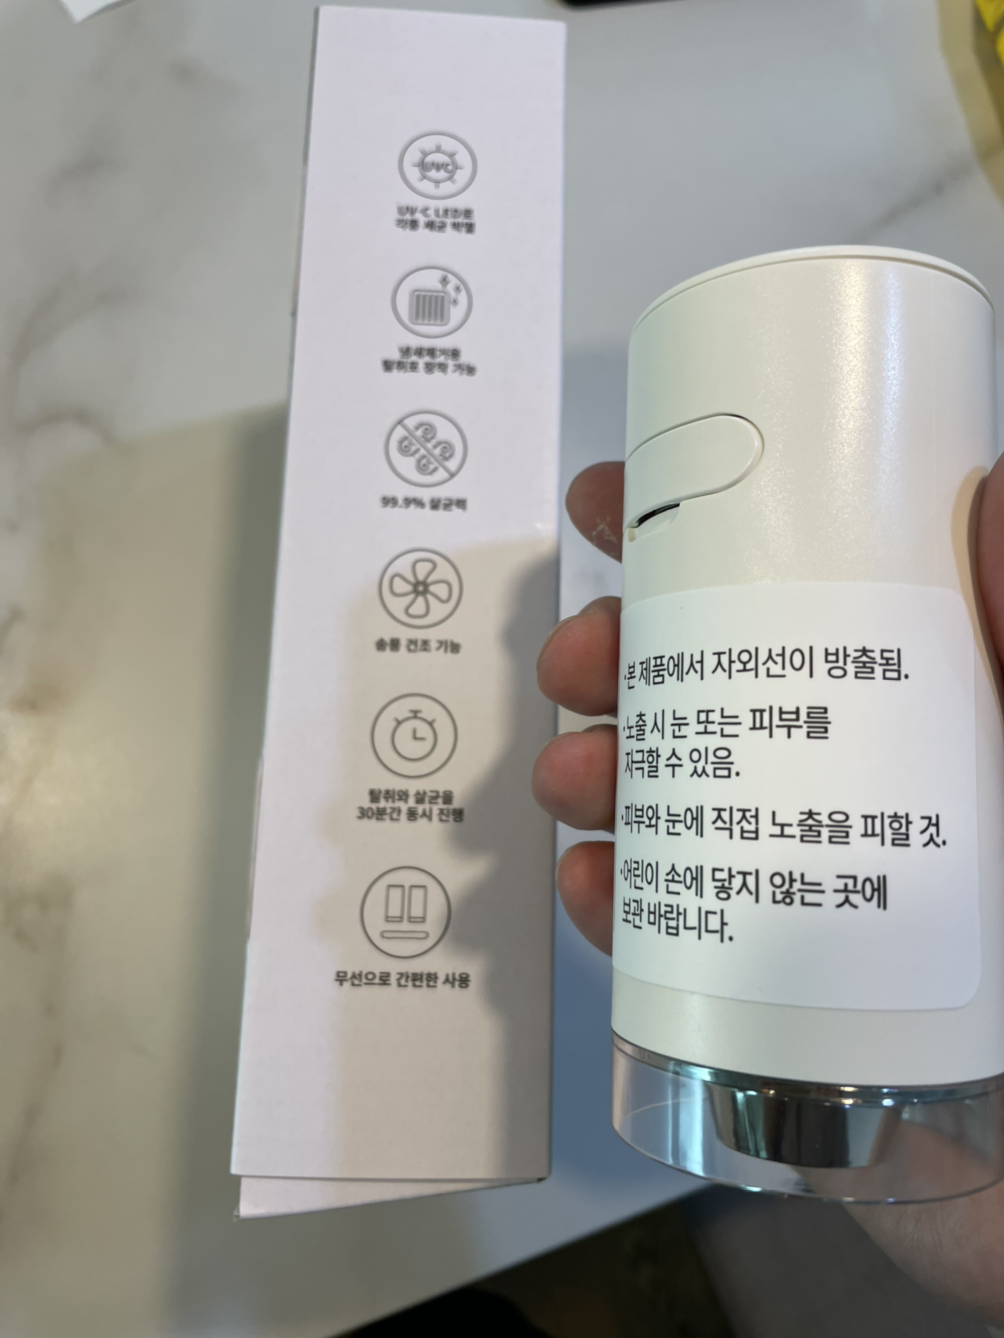 UVC
UV-C LED로
각종 세균 박멸
냄새제거용
탈취호 장착 가능
99.9% 살균력
송풍 건조 기능
탈취와 살균을
30분간 동시 진행
무선으로 간편한 사용
·본 제품에서 자외선이 방출됨.
·노출 시 눈 또는 피부를
자극할 수 있음.
·피부와 눈에 직접 노출을 피할 것.
·어린이 손에 닿지 않는 곳에
보관 바랍니다.